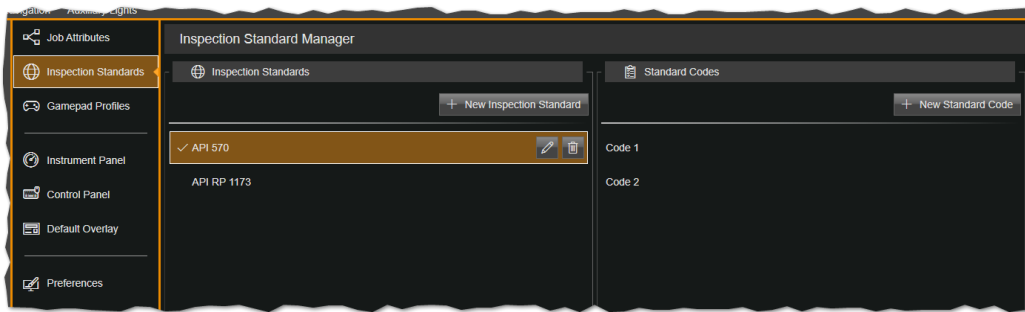 Job Attributes
Inspection Standards
Gamepad Profiles
Instrument Panel
Control Panel
Default Overlay
Preferences
Inspection Standard Manager
Inspection Standards
New Inspection Standard
API 570
API RP 1173
Standard Codes
New Standard Code
Code 1
Code 2